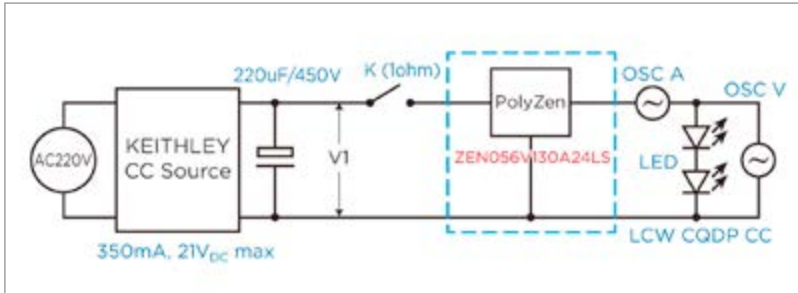 220uF/450V
K (1ohm)
OSC A
OSC V
PolyZen
AC220V
KEITHLEY
CC Source
V1
ZEN056V130A24LS
LED
LCW CQDP CC
350mA, 21VDC max